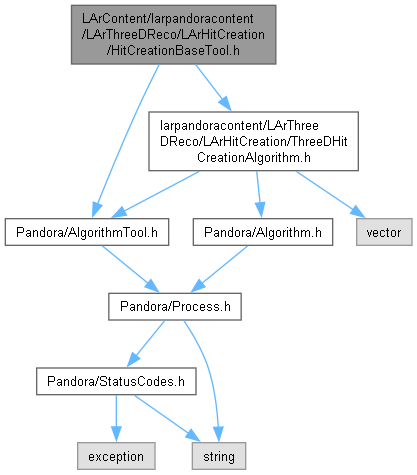 LArContent/larpandoracontent
/LArThreeDReco/LArHitCreation
/HitCreationBaseTool.h
larpandoracontent/LArThree
DReco/LArHitCreation/ThreeDHit
CreationAlgorithm.h
Pandora/AlgorithmTool.h
Pandora/Algorithm.h
vector
Pandora/Process.h
Pandora/StatusCodes.h
exception
string